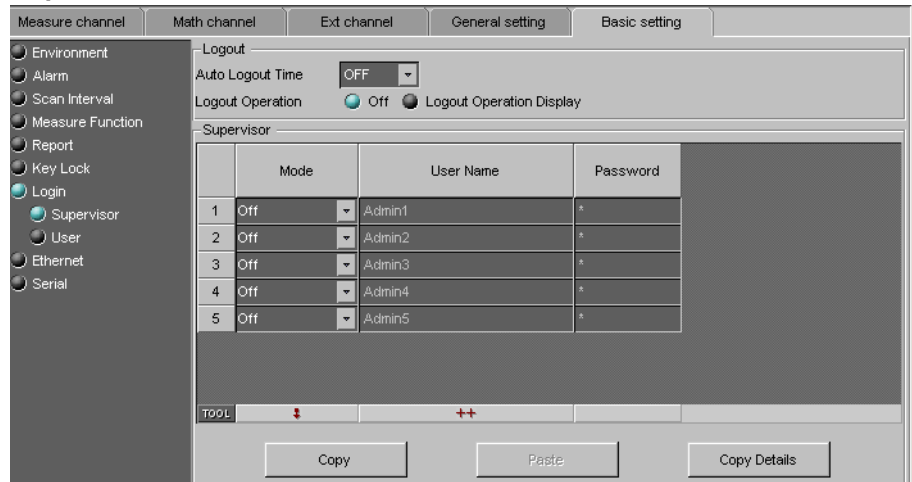 Measure channel Math channel Ext channel General setting Basic setting
Environment
Alarm
Scan Interval
Measure Function
Report
Key Lock
Login
Supervisor
User
Ethernet
Serial
Logout
Auto Logout Time OFF
Logout Operation Off Logout Operation Display
Supervisor
Mode User Name Password
1 Off Admin1 *
2 Off Admin2 *
3 Off Admin3 *
4 Off Admin4 *
5 Off Admin5 *
TOOL ++
Copy Paste Copy Details